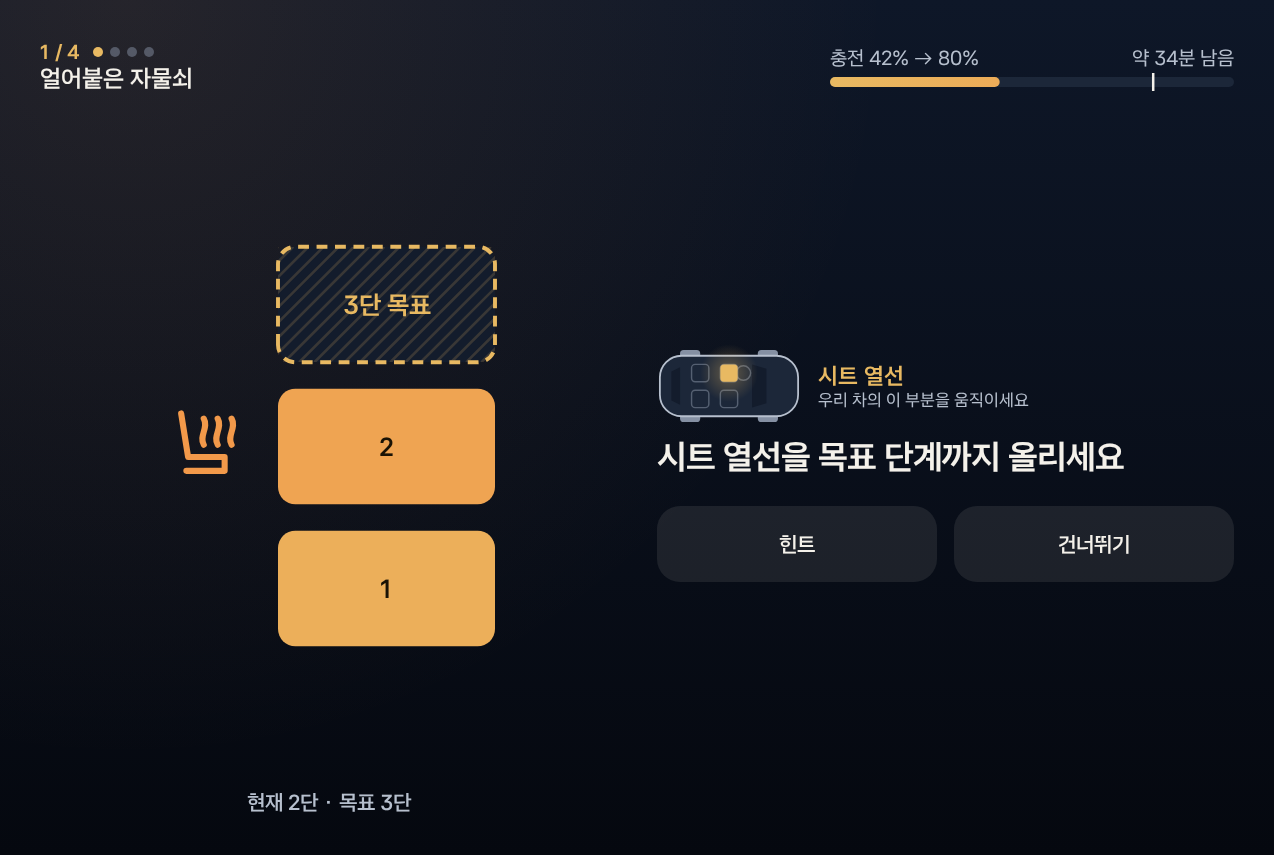 1 / 4
얼어붙은 자물쇠
충전 42% → 80%
약 34분 남음
3단 목표
2
1
현재 2단 · 목표 3단
시트 열선
우리 차의 이 부분을 움직이세요
시트 열선을 목표 단계까지 올리세요
힌트
건너뛰기